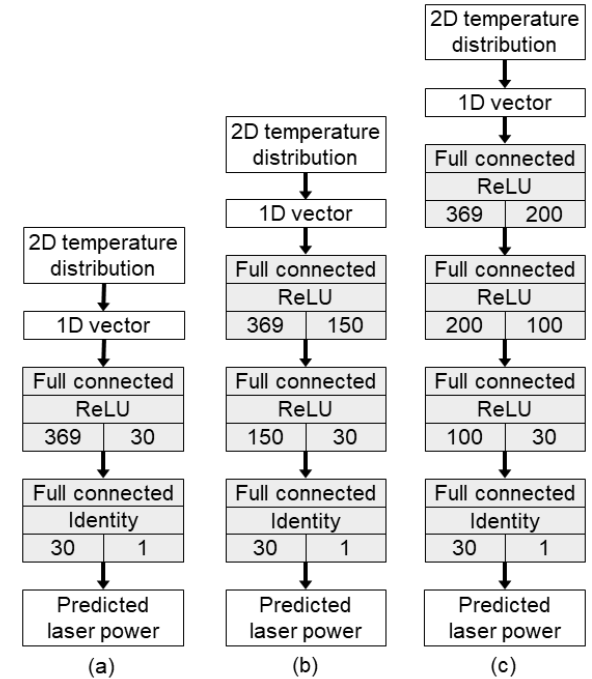 2D temperature
distribution
1D vector
Full connected
ReLU
369 30
Full connected
Identity
30 1
Predicted
laser power
(a)
2D temperature
distribution
1D vector
Full connected
ReLU
369 150
Full connected
ReLU
150 30
Full connected
Identity
30 1
Predicted
laser power
(b)
2D temperature
distribution
1D vector
Full connected
ReLU
369 200
Full connected
ReLU
200 100
Full connected
ReLU
100 30
Full connected
Identity
30 1
Predicted
laser power
(c)